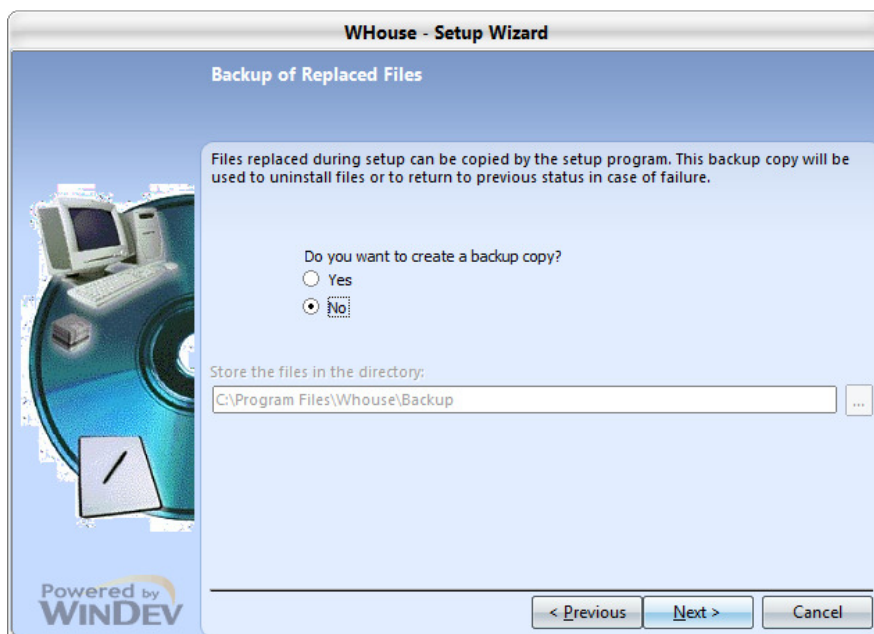 WHouse - Setup Wizard
Backup of Replaced Files
Files replaced during setup can be copied by the setup program. This backup copy will be
used to uninstall files or to return to previous status in case of failure.
Do you want to create a backup copy?
Yes
No
Store the files in the directory:
C:\Program Files\Whouse\Backup
...
Powered by
WINDEV
< Previous
Next >
Cancel